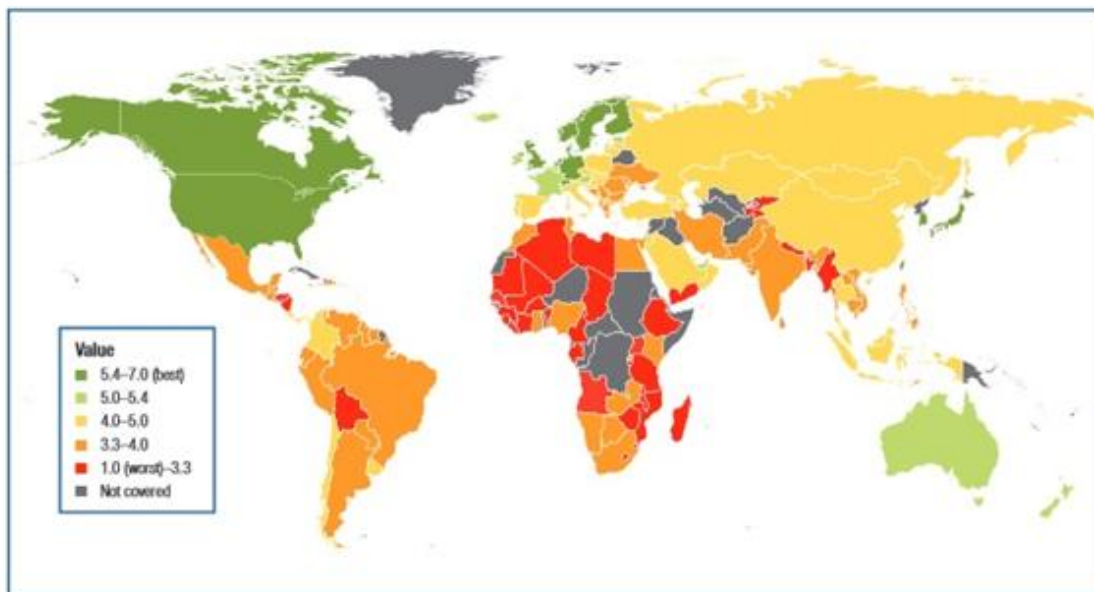 Value
5.4–7.0 (best)
5.0–5.4
4.0–5.0
3.3–4.0
1.0 (worst)–3.3
Not covered